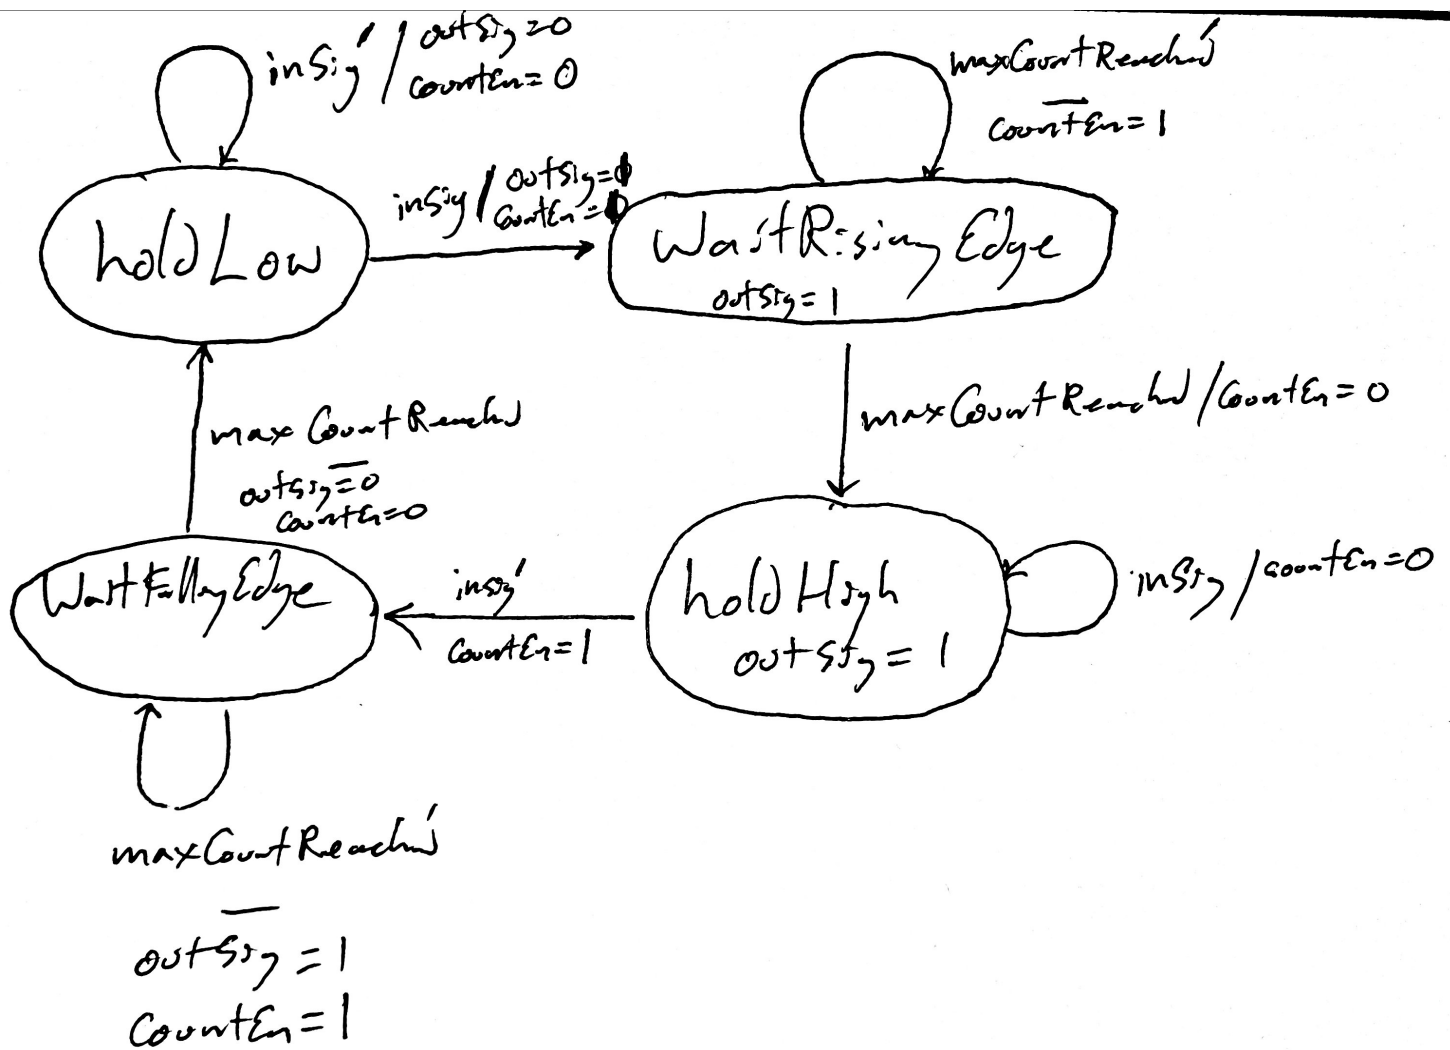 inSig' / outSig=0
countEn=0
maxCountReached'
countEn=1
inSig / outSig=
countEn=
holdLow
WaitRisingEdge
outSig=1
maxCountReached / countEn=0
maxCountReached
outSig=0
countEn=0
WaitFallingEdge
inSig'
countEn=1
holdHigh
outSig=1
inSig / countEn=0
maxCountReached'
outSig=1
countEn=1